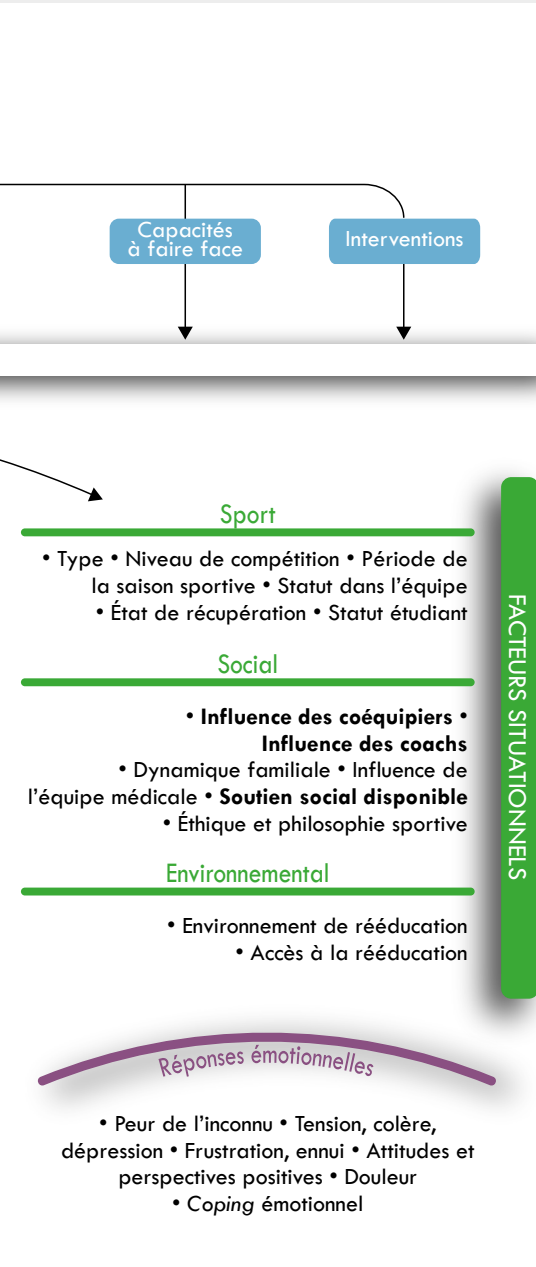 Capacités
à faire face
Interventions
Sport
• Type • Niveau de compétition • Période de
la saison sportive • Statut dans l’équipe
• État de récupération • Statut étudiant
Social
• Influence des coéquipiers •
Influence des coachs
• Dynamique familiale • Influence de
l’équipe médicale • Soutien social disponible
• Éthique et philosophie sportive
Environnemental
• Environnement de rééducation
• Accès à la rééducation
FACTEURS SITUATIONNELS
Réponses émotionnelles
• Peur de l’inconnu • Tension, colère,
dépression • Frustration, ennui • Attitudes et
perspectives positives • Douleur
• Coping émotionnel